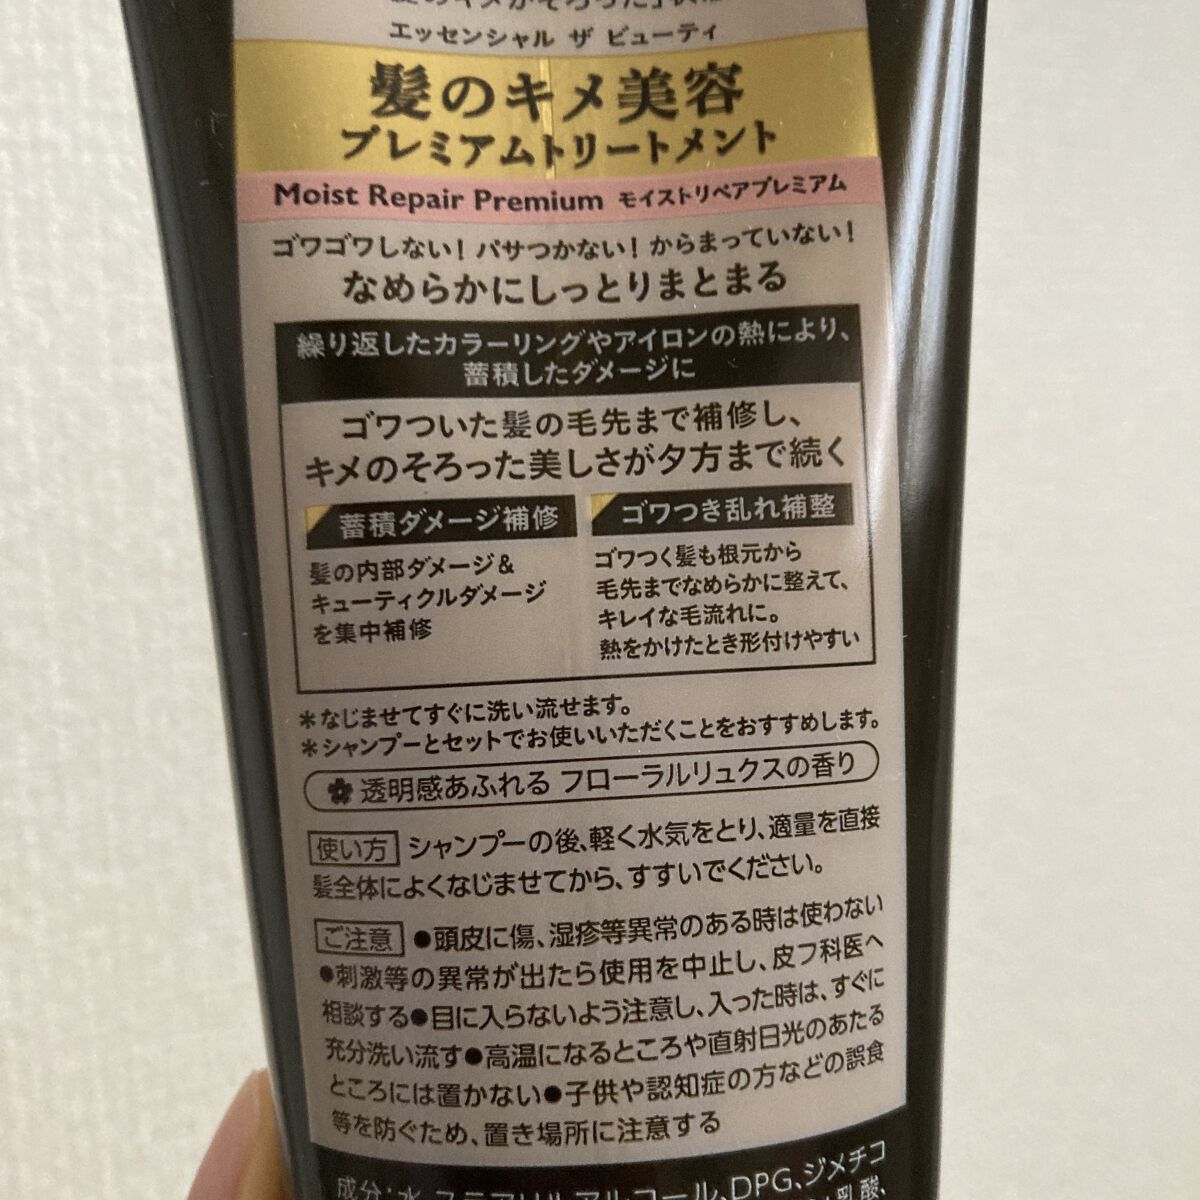 エッセンシャル ザ ビューティ
髪のキメ美容
プレミアムトリートメント
Moist Repair Premium モイストリペアプレミアム
ゴワゴワしない！パサつかない！からまっていない！
なめらかにしっとりまとまる
繰り返したカラーリングやアイロンの熱により、
蓄積したダメージに
ゴワついた髪の毛先まで補修し、
キメのそろった美しさが夕方まで続く
蓄積ダメージ補修
髪の内部ダメージ＆
キューティクルダメージ
を集中補修
ゴワつき乱れ補整
ゴワつく髪も根元から
毛先までなめらかに整えて、
キレイな毛流れに。
熱をかけたとき形付けやすい
＊なじませてすぐに洗い流せます。
＊シャンプーとセットでお使いいただくことをおすすめします。
透明感あふれる フローラルリュクスの香り
使い方 シャンプーの後、軽く水気をとり、適量を直接
髪全体によくなじませてから、すすいでください。
ご注意 ●頭皮に傷、湿疹等異常のある時は使わない
●刺激等の異常が出たら使用を中止し、皮フ科医へ
相談する●目に入らないよう注意し、入った時は、すぐに
充分洗い流す●高温になるところや直射日光のあたる
ところには置かない●子供や認知症の方などの誤食
等を防ぐため、置き場所に注意する
成分：水、ステアリルアルコール、DPG、ジメチコ
乳酸、